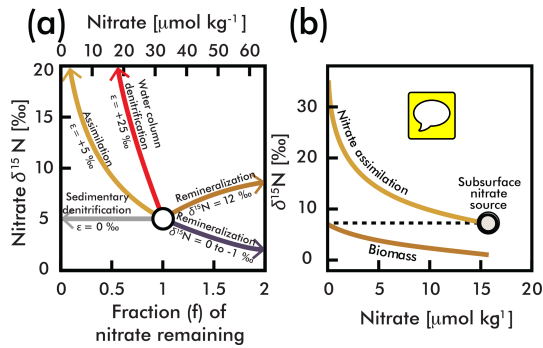 (a)
Nitrate [μmol kg⁻¹]
0 10 20 30 40 50 60
Nitrate δ¹⁵ N [‰]
20
15
10
5
0
Assimilation
ε = +5 ‰
Water column
denitrification
ε = +25 ‰
Sedimentary
denitrification
ε = 0 ‰
Remineralization
δ¹⁵N = 12 ‰
Remineralization
δ¹⁵N = 0 to -1 ‰
0 0.5 1 1.5 2
Fraction (f) of
nitrate remaining
(b)
δ¹⁵N [‰]
30
20
10
0
Nitrate assimilation
Subsurface
nitrate
source
Biomass
0 5 10 15 20
Nitrate [μmol kg¹]